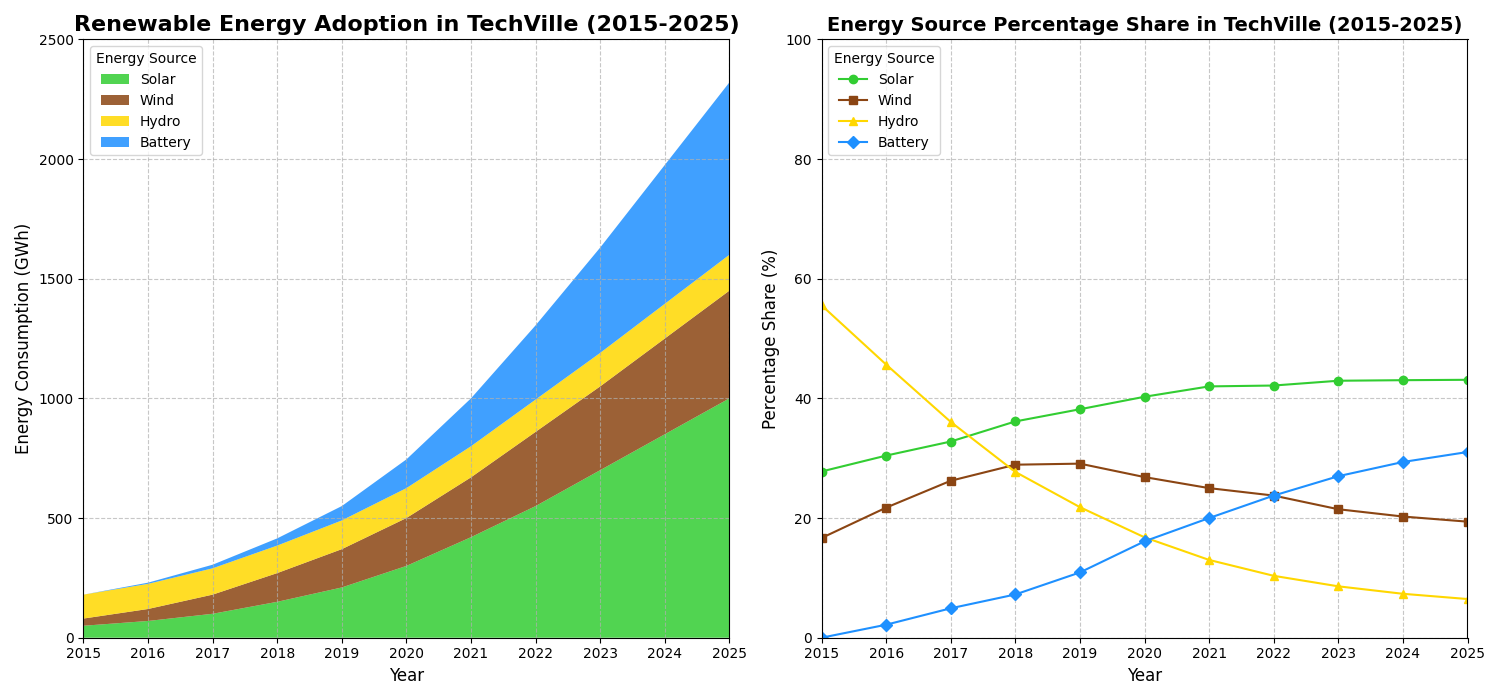 Renewable Energy Adoption in TechVille (2015-2025)
Energy Consumption (GWh)
2500
2000
1500
1000
500
0
Energy Source
Solar
Wind
Hydro
Battery
2015 2016 2017 2018 2019 2020 2021 2022 2023 2024 2025
Year
Energy Source Percentage Share in TechVille (2015-2025)
Percentage Share (%)
100
80
60
40
20
0
Energy Source
Solar
Wind
Hydro
Battery
2015 2016 2017 2018 2019 2020 2021 2022 2023 2024 2025
Year